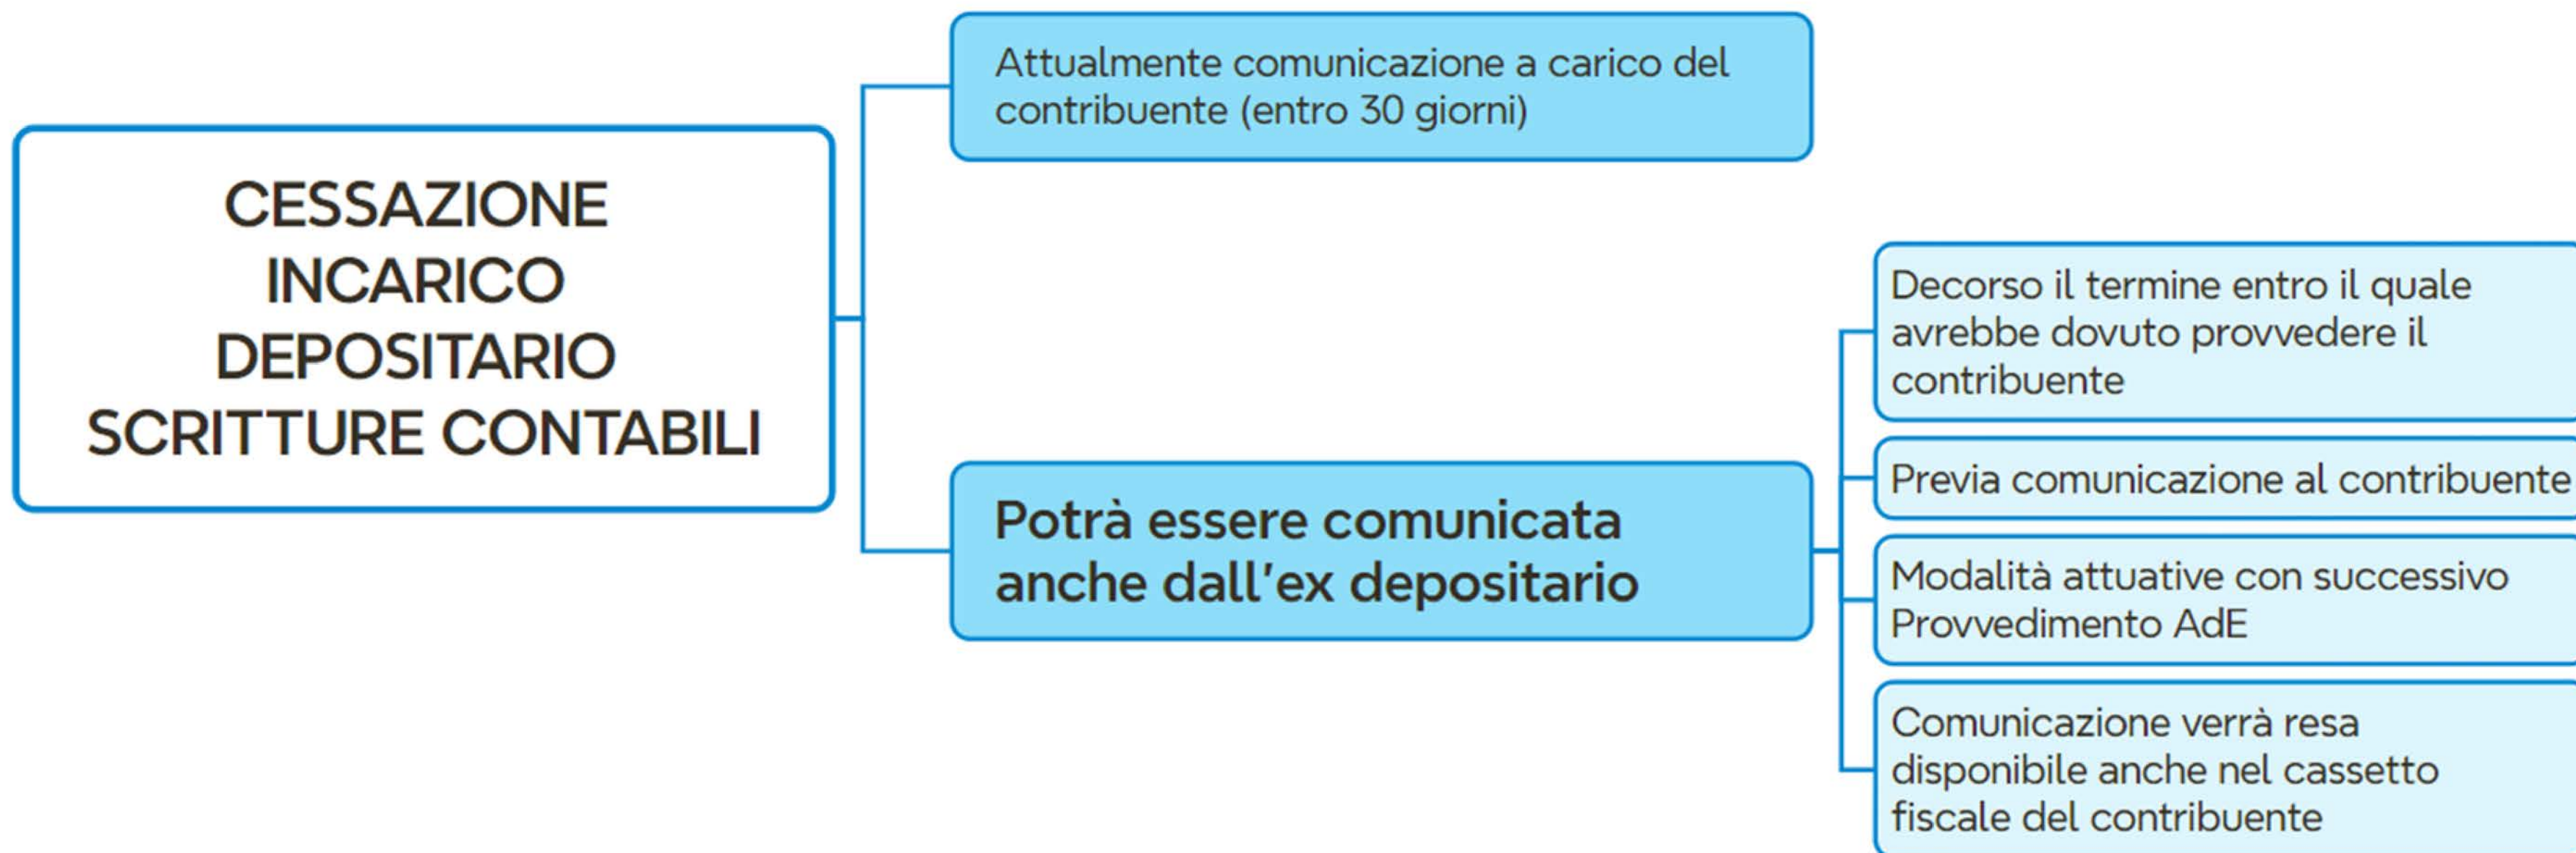 CESSAZIONE
INCARICO
DEPOSITARIO
SCRITTURE CONTABILI
Attualmente comunicazione a carico del
contribuente (entro 30 giorni)
Potrà essere comunicata
anche dall'ex depositario
Decorso il termine entro il quale
avrebbe dovuto provvedere il
contribuente
Previa comunicazione al contribuente
Modalità attuative con successivo
Provvedimento AdE
Comunicazione verrà resa
disponibile anche nel cassetto
fiscale del contribuente